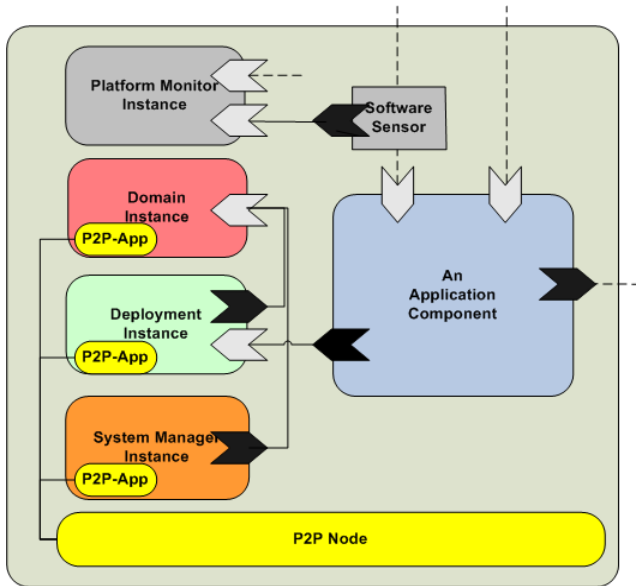 Platform Monitor
Instance
Software
Sensor
Domain
Instance
P2P-App
An
Application
Component
Deployment
Instance
P2P-App
System Manager
Instance
P2P-App
P2P Node